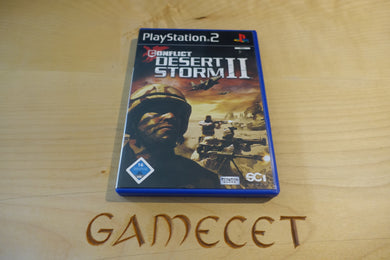 PlayStation 2
CONFLICT
DESERT
STORM II
SCi
GAMECET